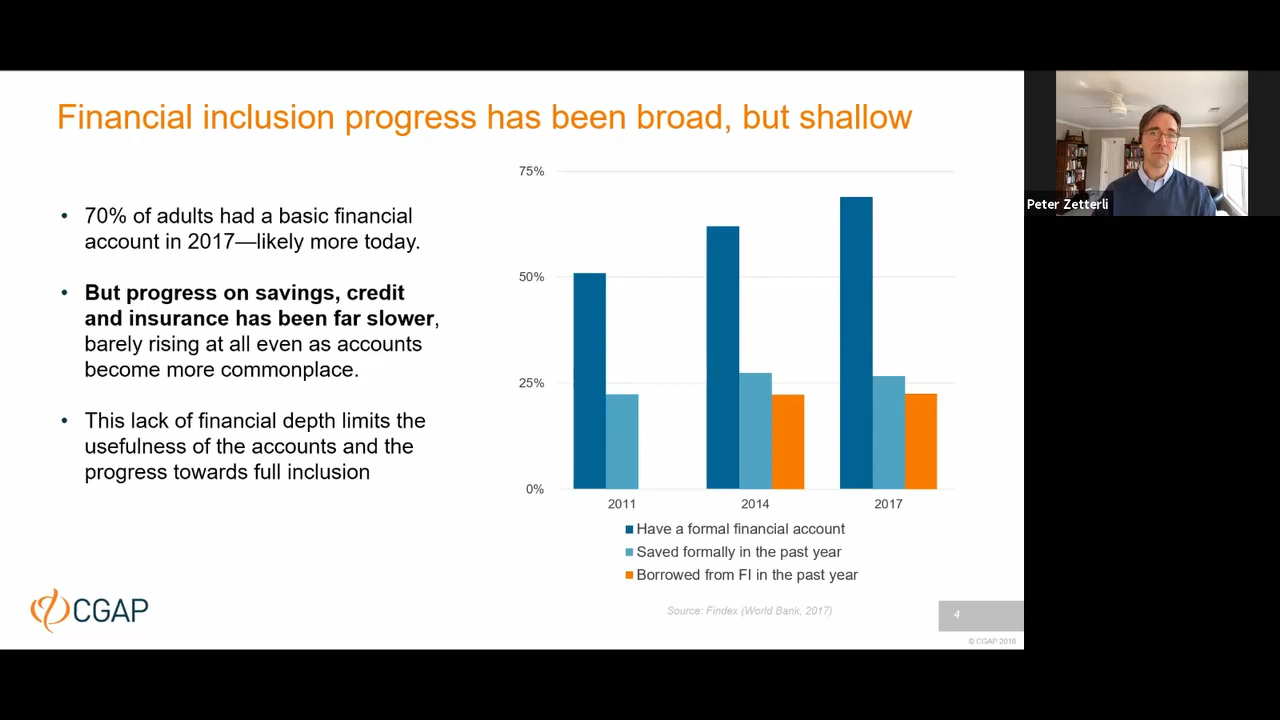 Financial inclusion progress has been broad, but shallow
• 70% of adults had a basic financial
account in 2017—likely more today.
• But progress on savings, credit
and insurance has been far slower,
barely rising at all even as accounts
become more commonplace.
• This lack of financial depth limits the
usefulness of the accounts and the
progress towards full inclusion
75%
50%
25%
0%
2011 2014 2017
Have a formal financial account
Saved formally in the past year
Borrowed from FI in the past year
Source: Findex (World Bank, 2017)
CGAP
4
© CGAP 2018
Peter Zetterli